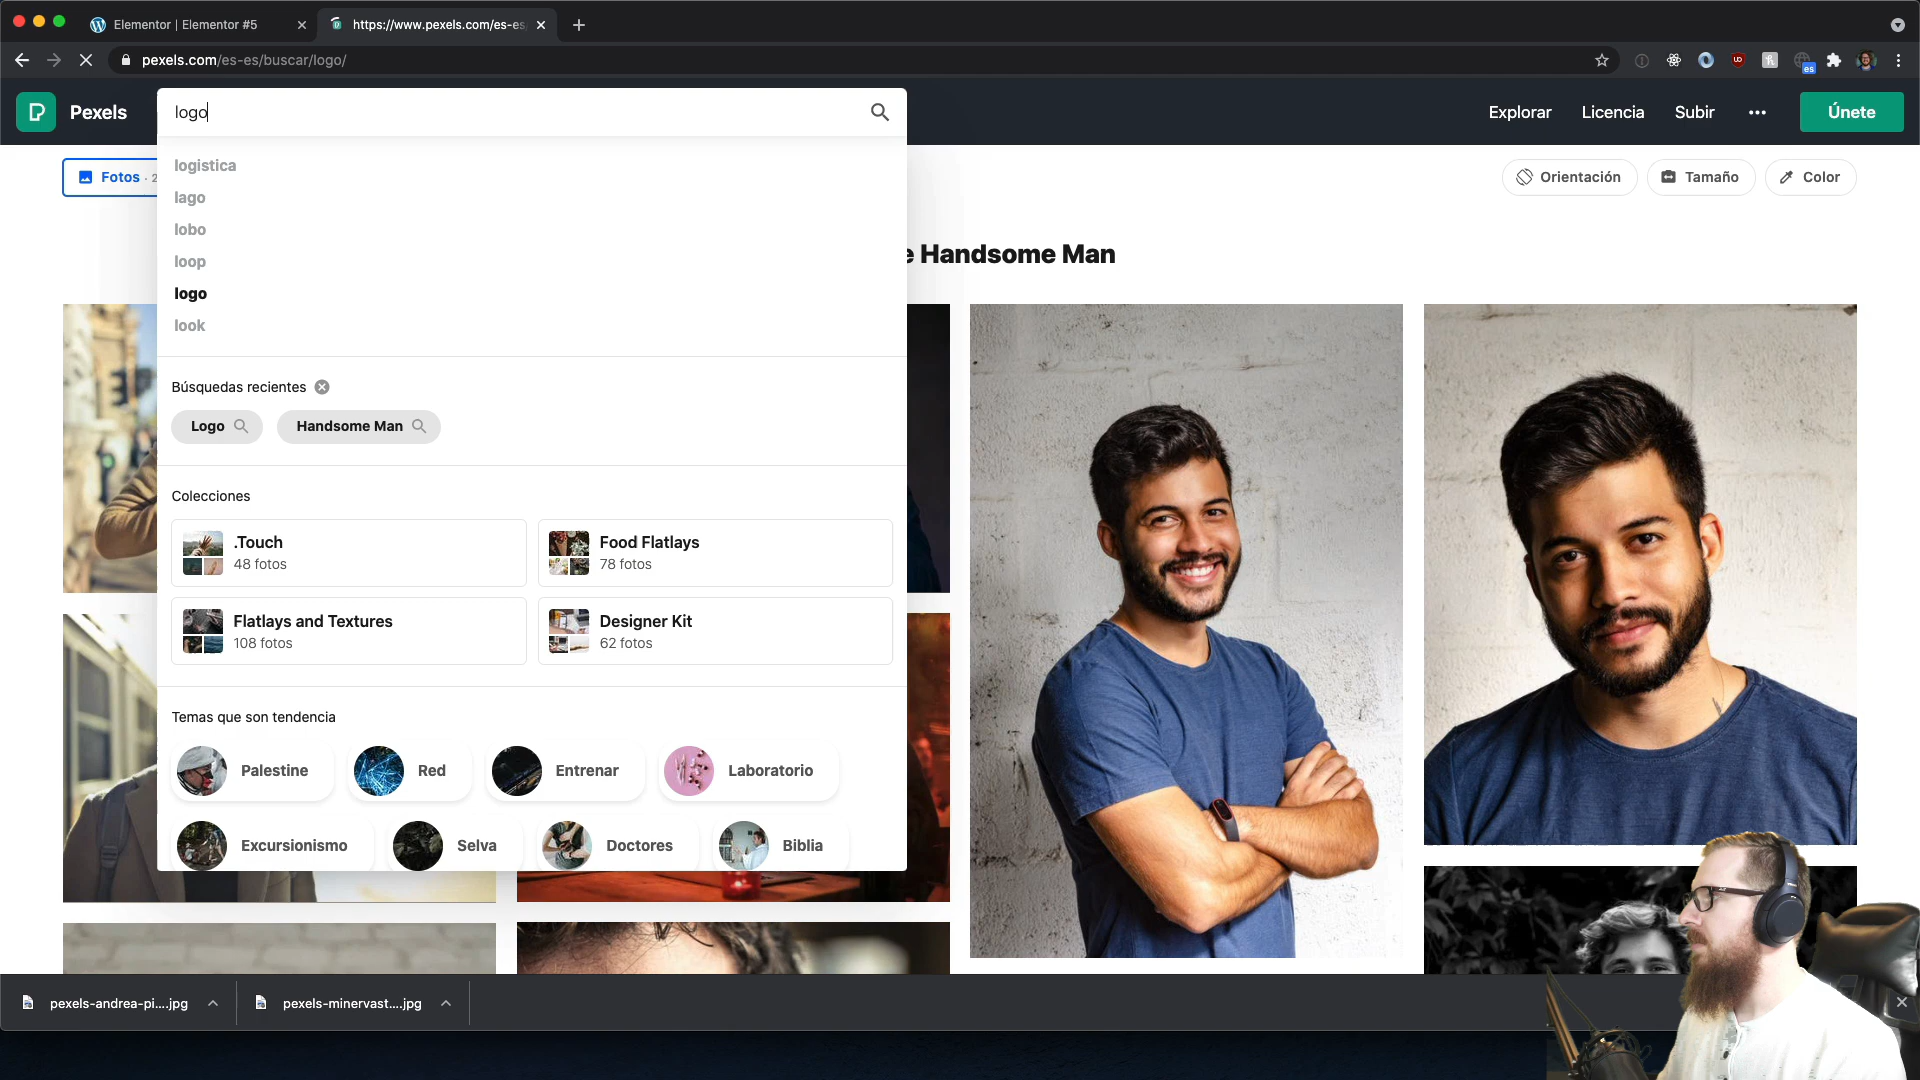 Elementor | Elementor #5
https://www.pexels.com/es-es
pexels.com/es-es/buscar/logo/
es
Pexels
logo
Explorar
Licencia
Subir
Únete
Fotos
Orientación
Tamaño
Color
logistica
lago
lobo
loop
logo
look
Handsome Man
Búsquedas recientes
Logo
Handsome Man
Colecciones
.Touch
48 fotos
Food Flatlays
78 fotos
Flatlays and Textures
108 fotos
Designer Kit
62 fotos
Temas que son tendencia
Palestine
Red
Entrenar
Laboratorio
Excursionismo
Selva
Doctores
Biblia
pexels-andrea-pi....jpg
pexels-minervast....jpg